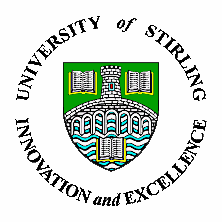 UNIVERSITY of STIRLING
INNOVATION and EXCELLENCE